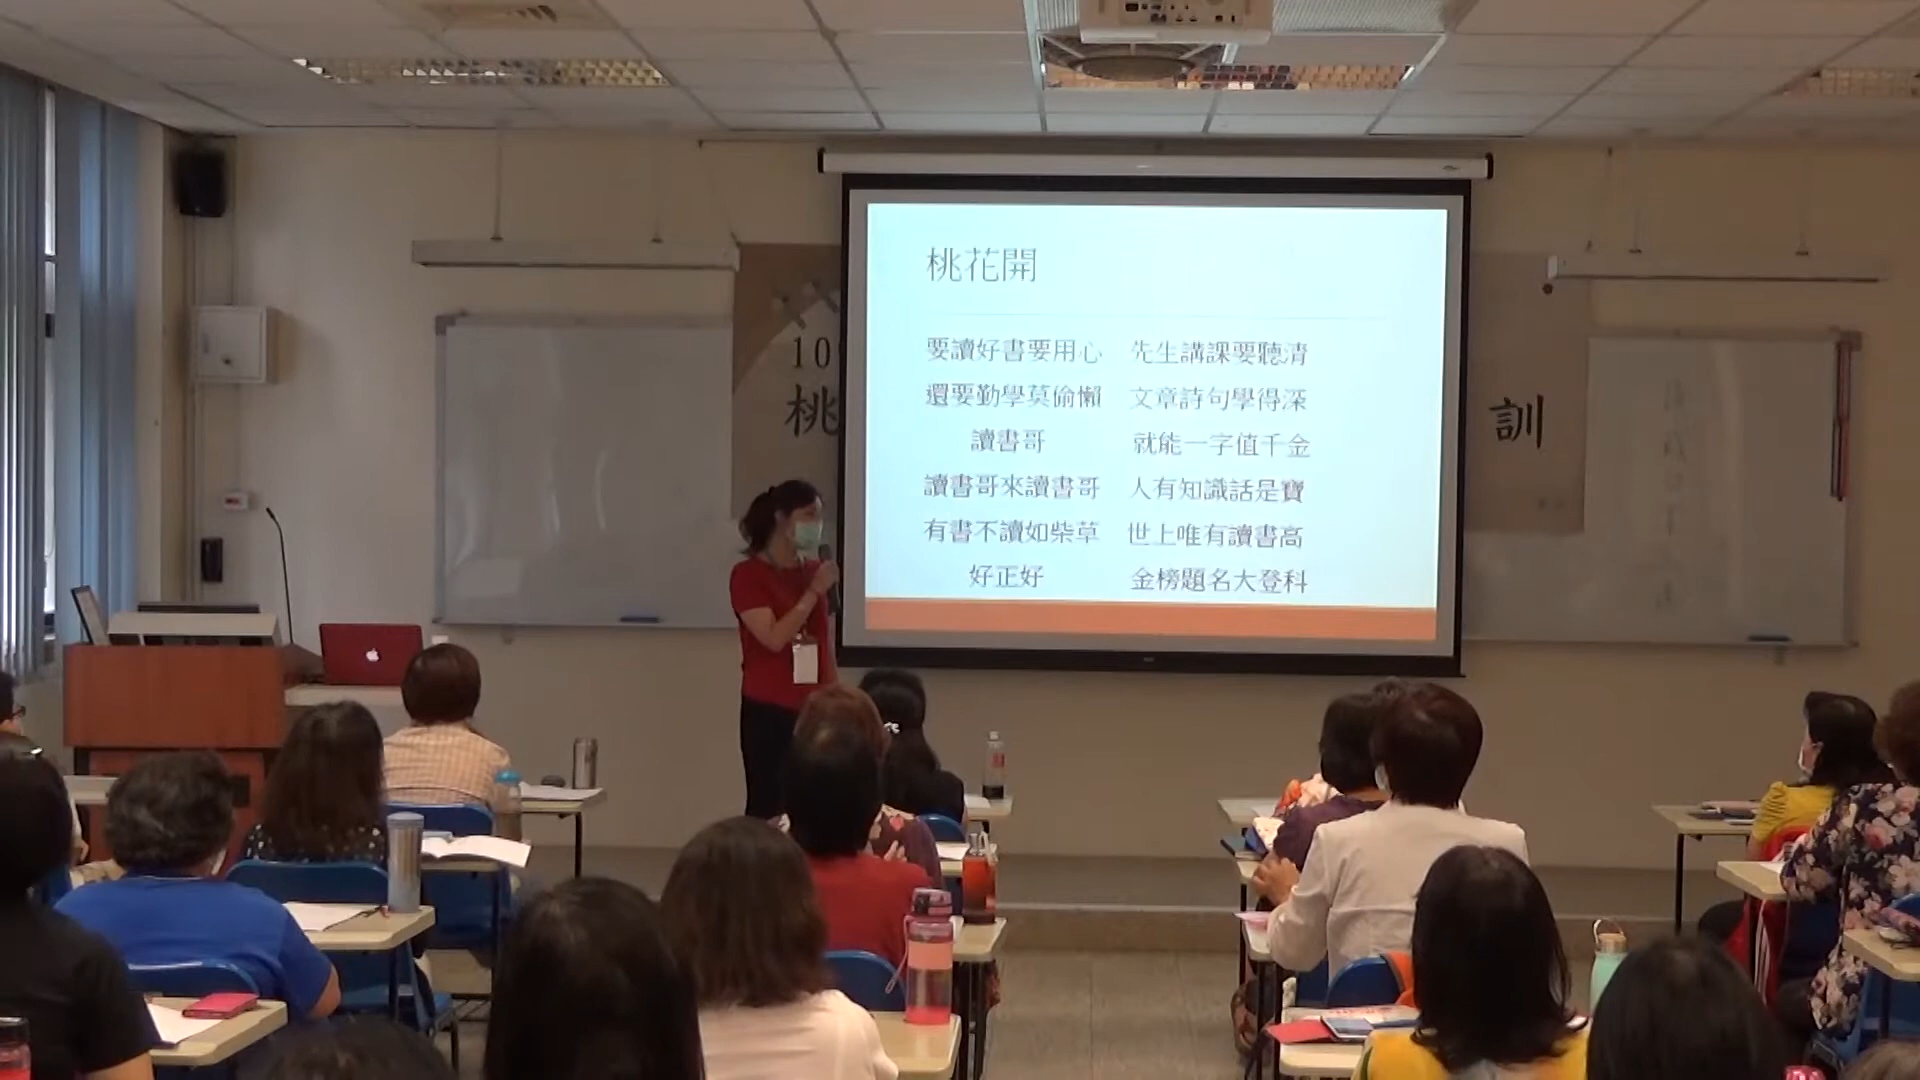 桃花開
要讀好書要用心 先生講課要聽清
還要勤學莫偷懶 文章詩句學得深
讀書哥 就能一字值千金
讀書哥來讀書哥 人有知識話是寶
有書不讀如柴草 世上唯有讀書高
好正好 金榜題名大登科
10
桃
訓